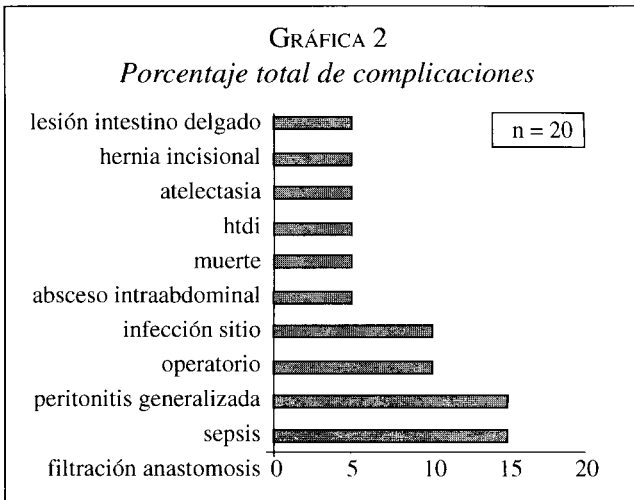 GRÁFICA 2
Porcentaje total de complicaciones
n = 20
lesión intestino delgado
hernia incisional
atelectasia
htdi
muerte
absceso intraabdominal
infección sitio
operatorio
peritonitis generalizada
sepsis
filtración anastomosis 0 5 10 15 20